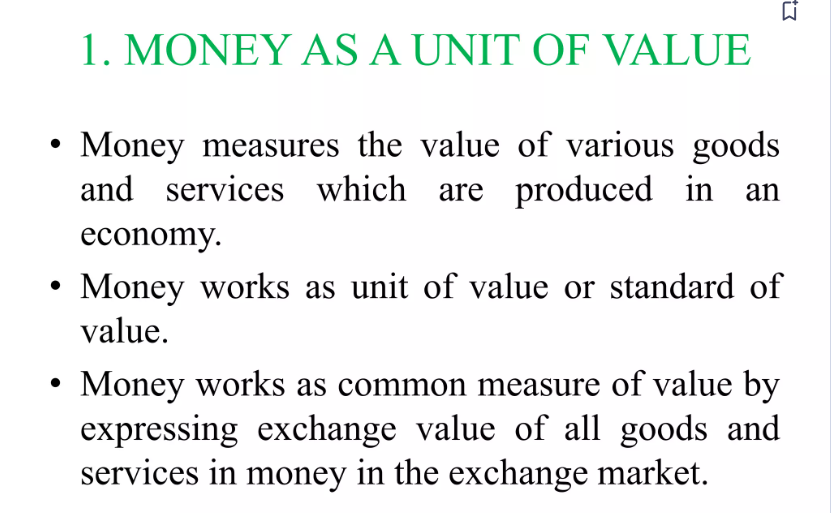 1. MONEY AS A UNIT OF VALUE
• Money measures the value of various goods
and services which are produced in an
economy.
• Money works as unit of value or standard of
value.
• Money works as common measure of value by
expressing exchange value of all goods and
services in money in the exchange market.